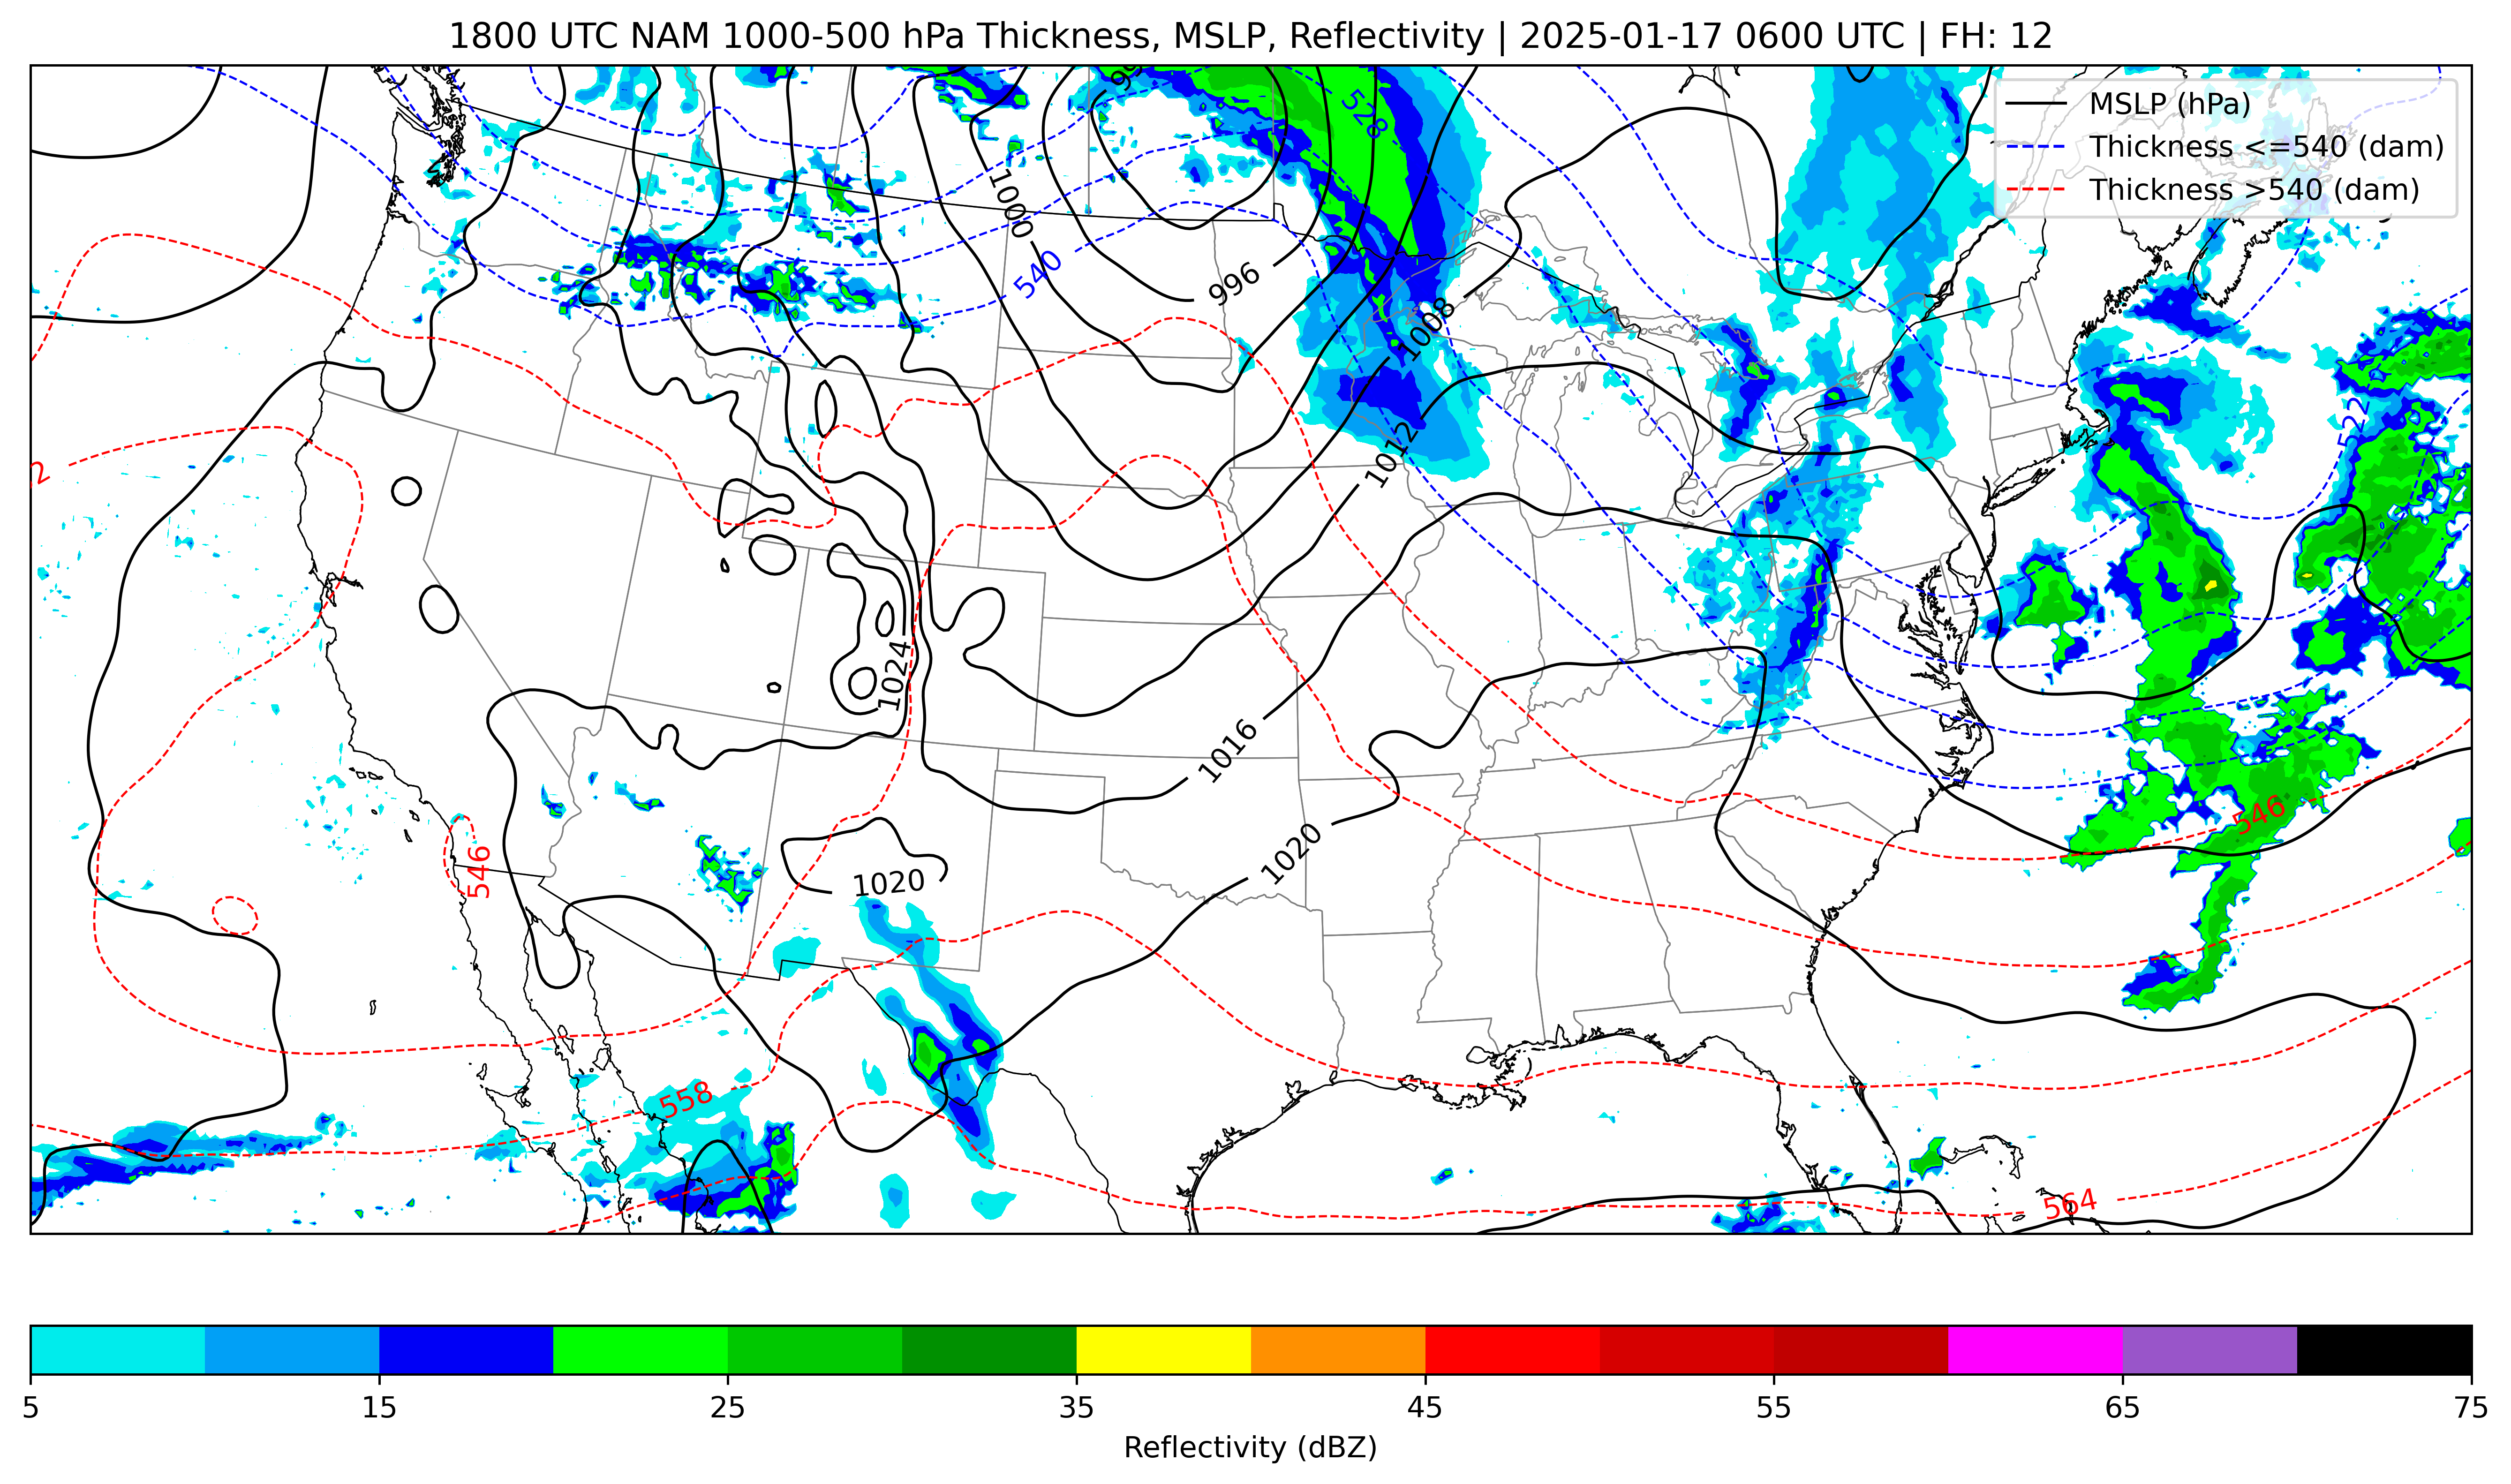 1800 UTC NAM 1000-500 hPa Thickness, MSLP, Reflectivity | 2025-01-17 0600 UTC | FH: 12
MSLP (hPa)
Thickness <=540 (dam)
Thickness >540 (dam)
528
1000
540
996
1008
522
1012
2
1024
1016
546
546
1020
1020
558
564
5 15 25 35 45 55 65 75
Reflectivity (dBZ)